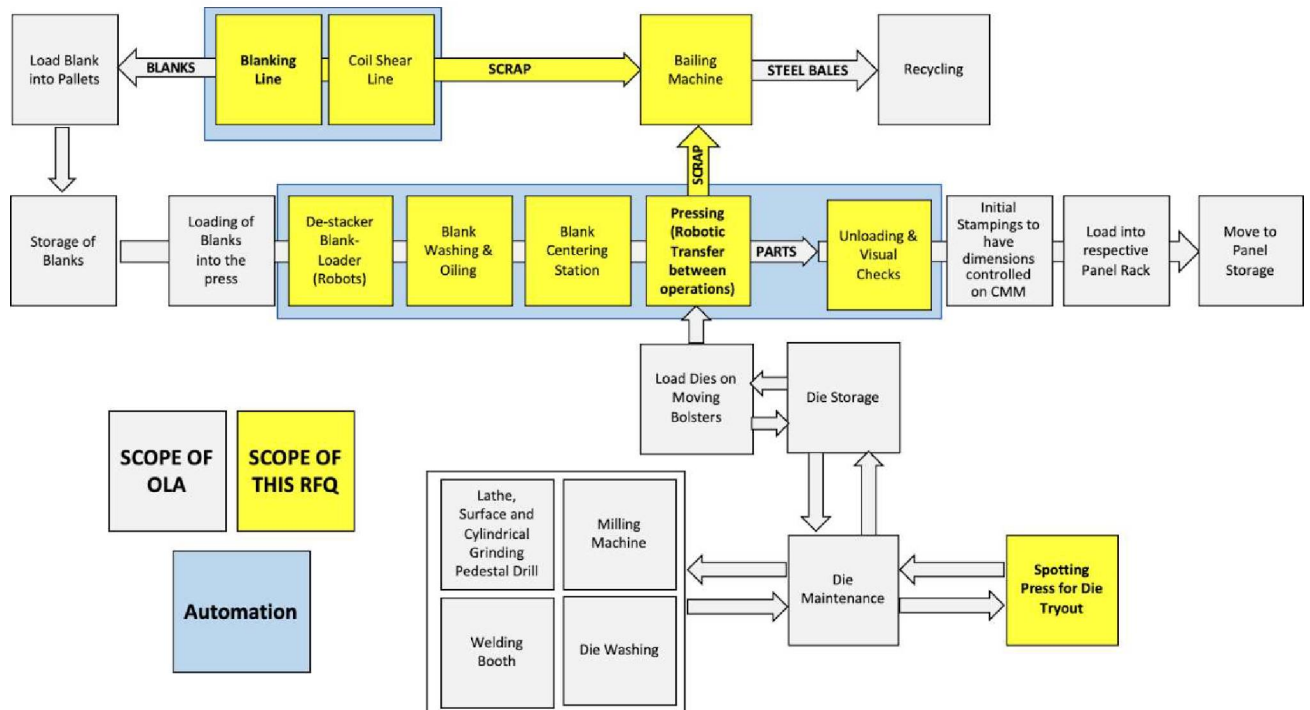 Load Blank
into Pallets
BLANKS
Blanking
Line
Coil Shear
Line
SCRAP
Bailing
Machine
STEEL BALES
Recycling
SCRAP
Storage of
Blanks
Loading of
Blanks
into the
press
De-stacker
Blank-
Loader
(Robots)
Blank
Washing &
Oiling
Blank
Centering
Station
Pressing
(Robotic
Transfer
between
operations)
PARTS
Unloading &
Visual
Checks
Initial
Stampings to
have
dimensions
controlled
on CMM
Load into
respective
Panel Rack
Move to
Panel
Storage
Load Dies on
Moving
Bolsters
Die Storage
SCOPE OF
OLA
SCOPE OF
THIS RFQ
Automation
Lathe,
Surface and
Cylindrical
Grinding
Pedestal Drill
Milling
Machine
Welding
Booth
Die Washing
Die
Maintenance
Spotting
Press for Die
Tryout